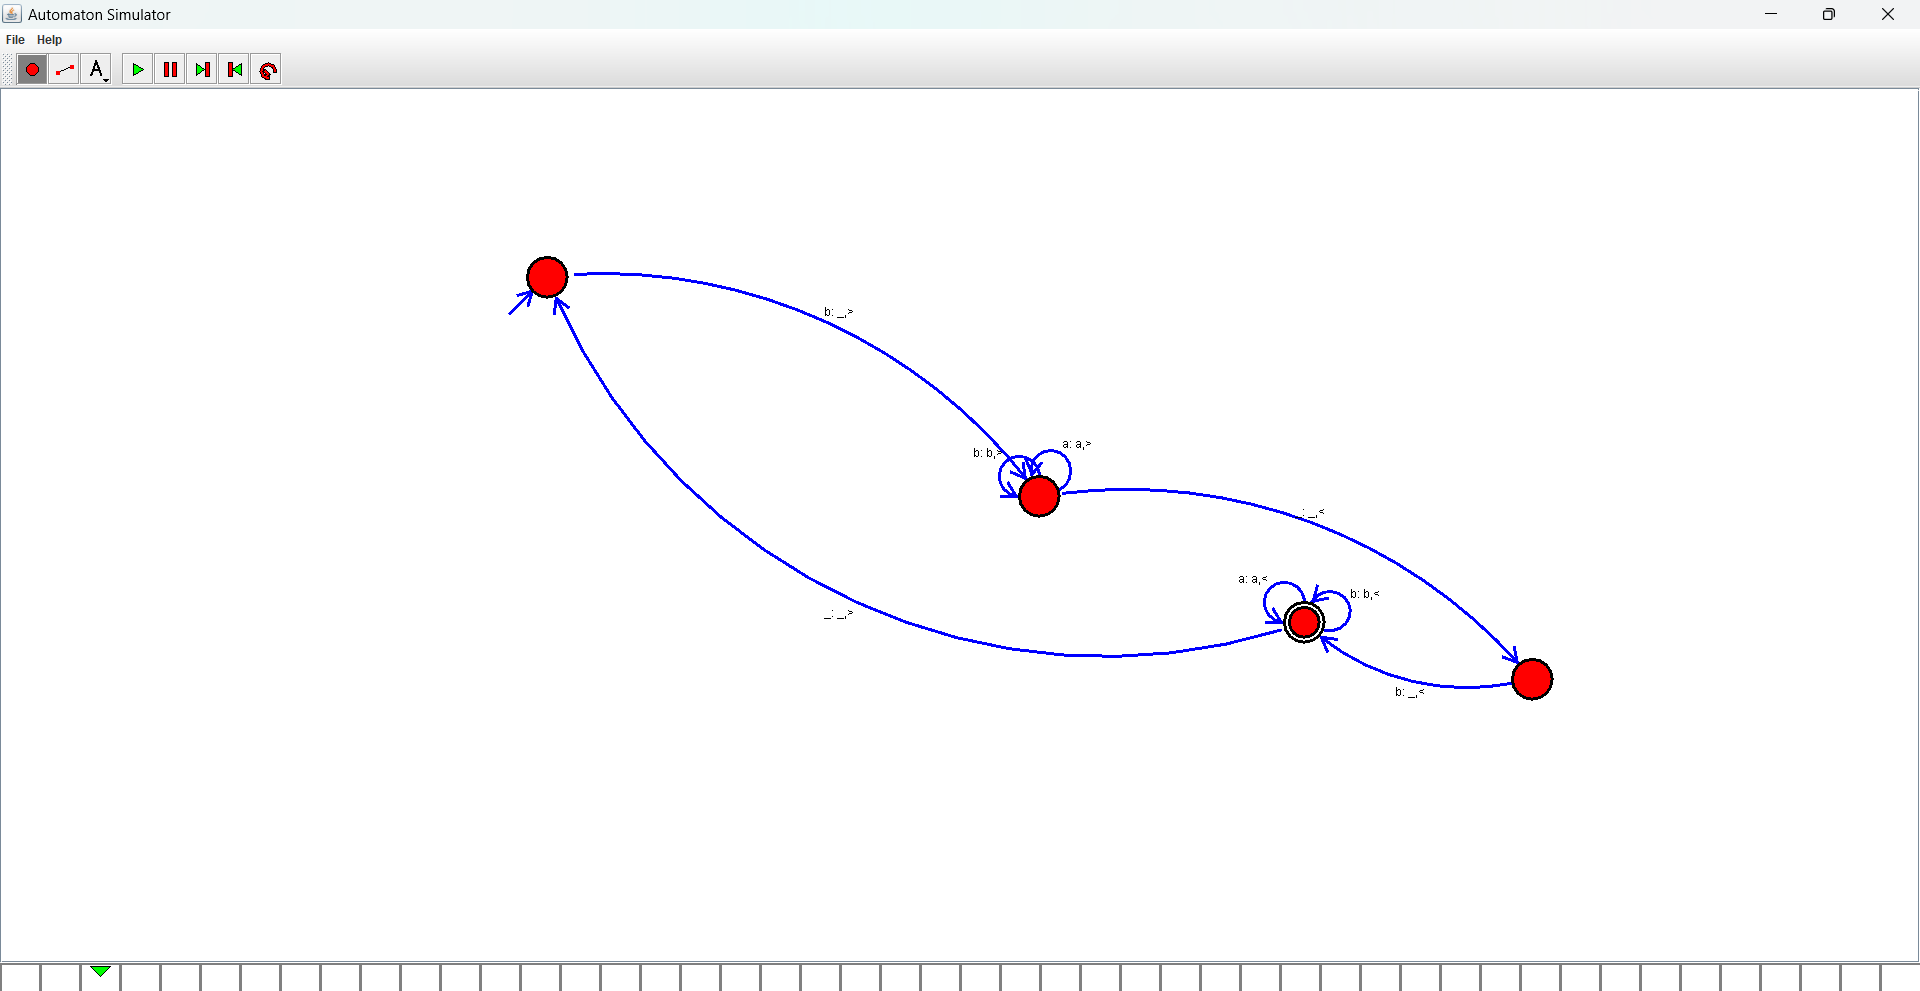 Automaton Simulator
File Help
A
b: _,>
a: a,>
b: b,>
: _,<
a: a,<
b: b,<
_: _,>
b: _,<